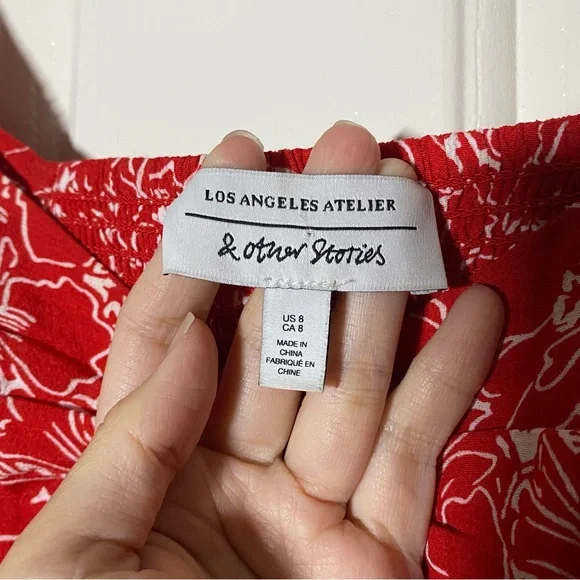 LOS ANGELES ATELIER
& other Stories
US 8
CA 8
MADE IN
CHINA
FABRIQUÉ EN
CHINE